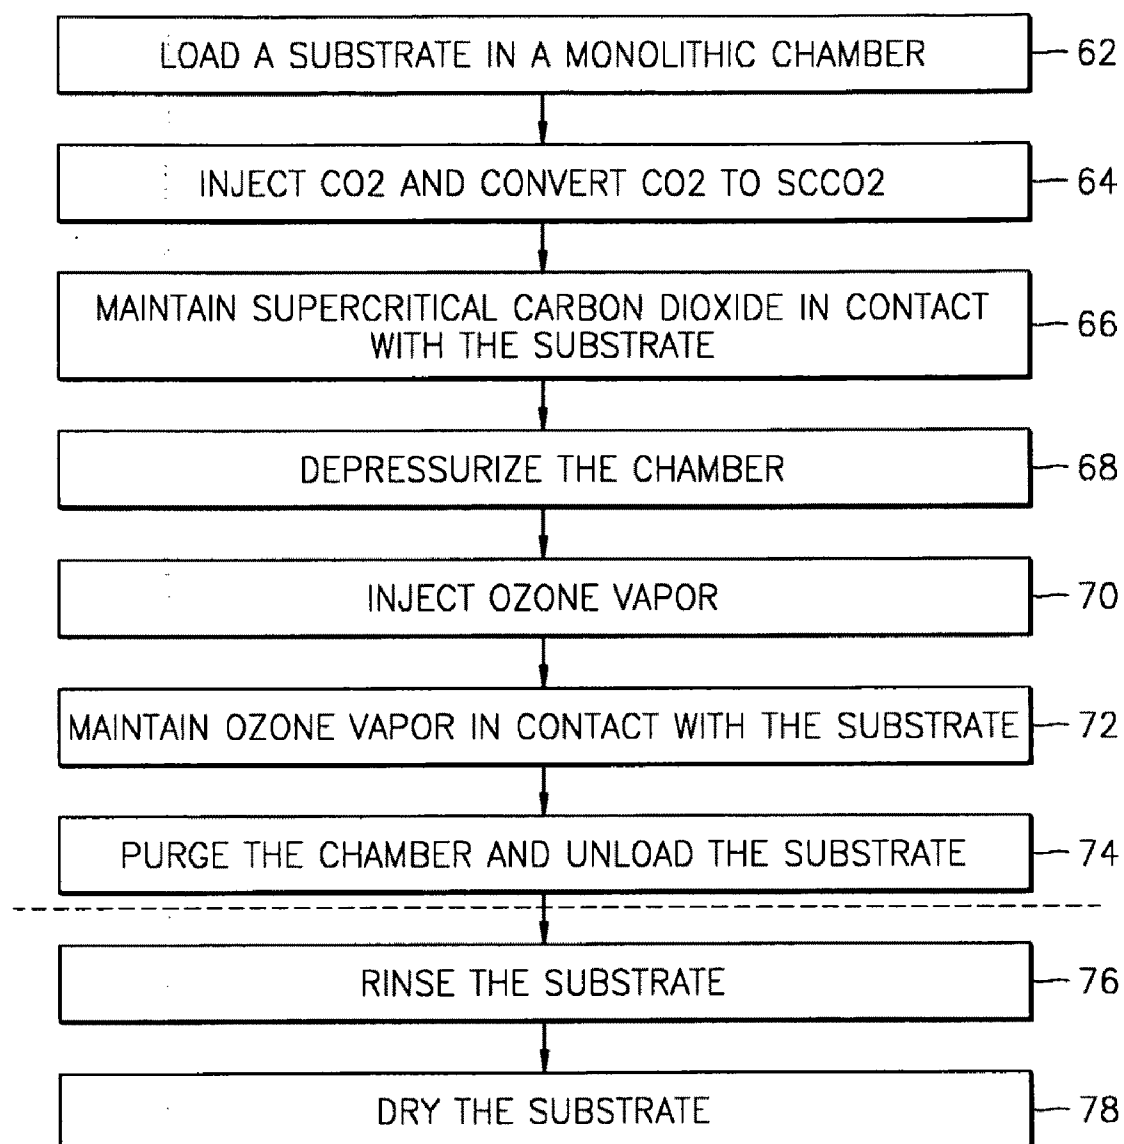 LOAD A SUBSTRATE IN A MONOLITHIC CHAMBER 62
INJECT CO2 AND CONVERT CO2 TO SCCO2 64
MAINTAIN SUPERCRITICAL CARBON DIOXIDE IN CONTACT
WITH THE SUBSTRATE 66
DEPRESSURIZE THE CHAMBER 68
INJECT OZONE VAPOR 70
MAINTAIN OZONE VAPOR IN CONTACT WITH THE SUBSTRATE 72
PURGE THE CHAMBER AND UNLOAD THE SUBSTRATE 74
RINSE THE SUBSTRATE 76
DRY THE SUBSTRATE 78